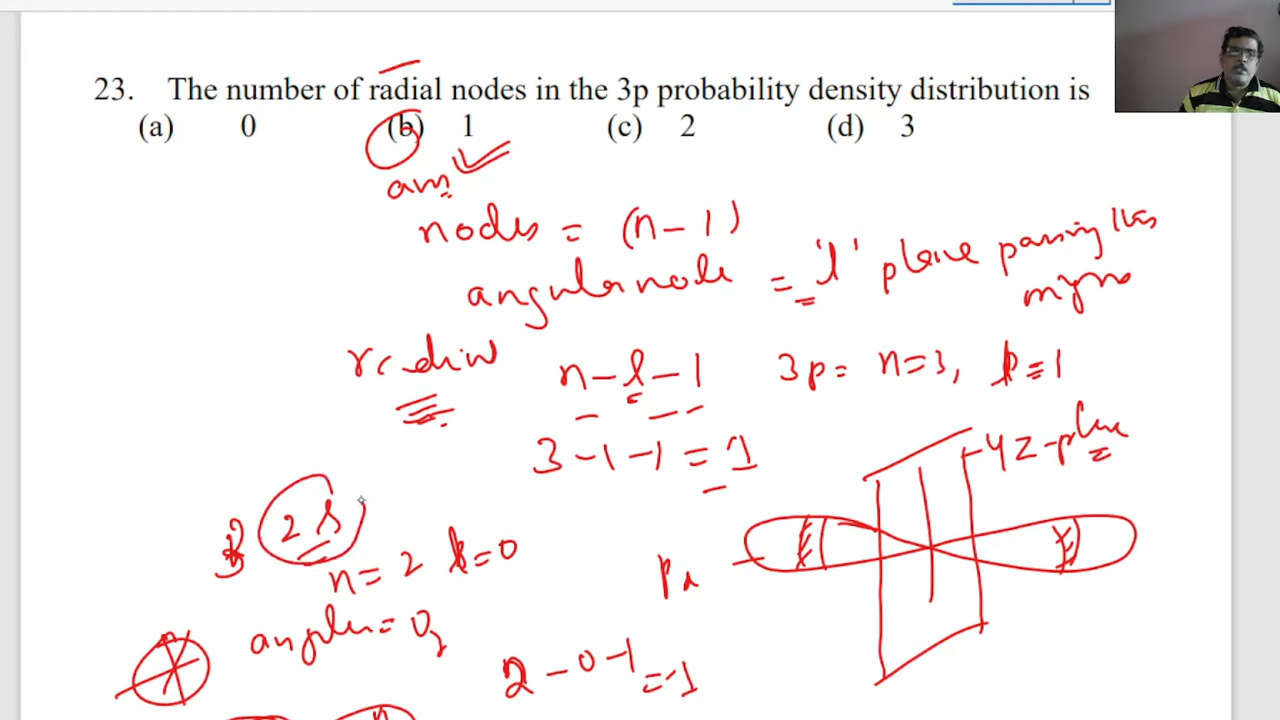 23. The number of radial nodes in the 3p probability density distribution is
(a) 0 (b) 1 (c) 2 (d) 3
ans
nodes = (n-1)
angular node = 'l' plane passing
radial n-l-1 3p = n=3, l=1
3-1-1 = 1
yz-plane
2s
n=2 l=0
px
angular = 0,
2-0-1 = 1